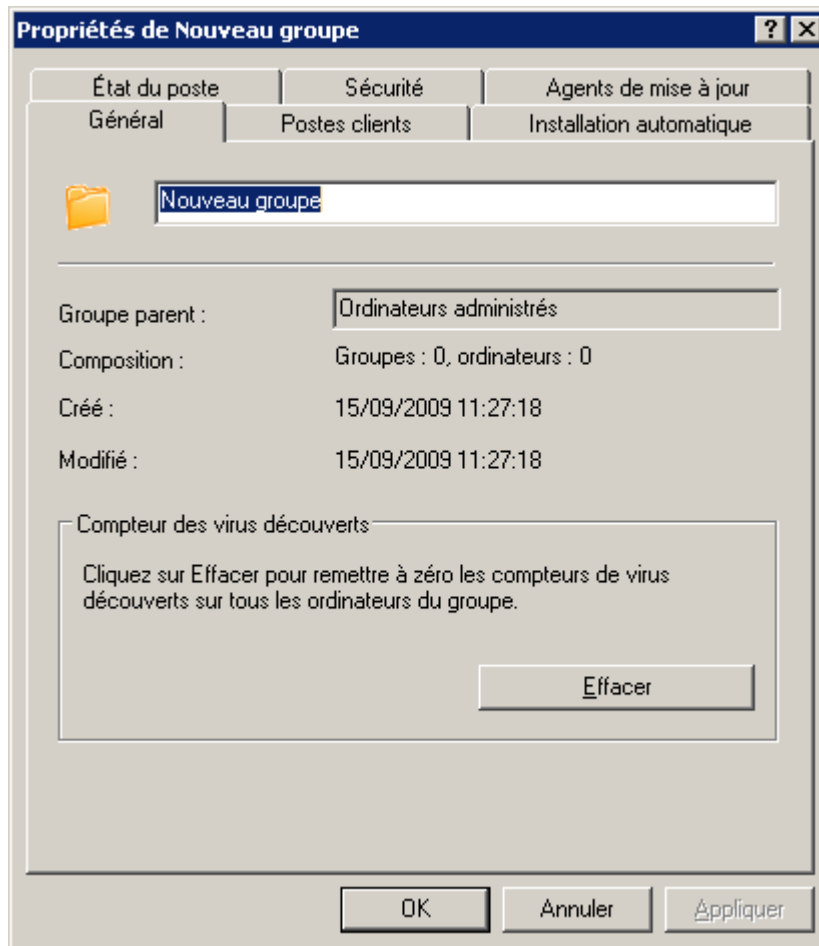 Propriétés de Nouveau groupe
État du poste Sécurité Agents de mise à jour
Général Postes clients Installation automatique
Nouveau groupe
Groupe parent : Ordinateurs administrés
Composition : Groupes : 0, ordinateurs : 0
Créé : 15/09/2009 11:27:18
Modifié : 15/09/2009 11:27:18
Compteur des virus découverts
Cliquez sur Effacer pour remettre à zéro les compteurs de virus
découverts sur tous les ordinateurs du groupe.
Effacer
OK Annuler Appliquer